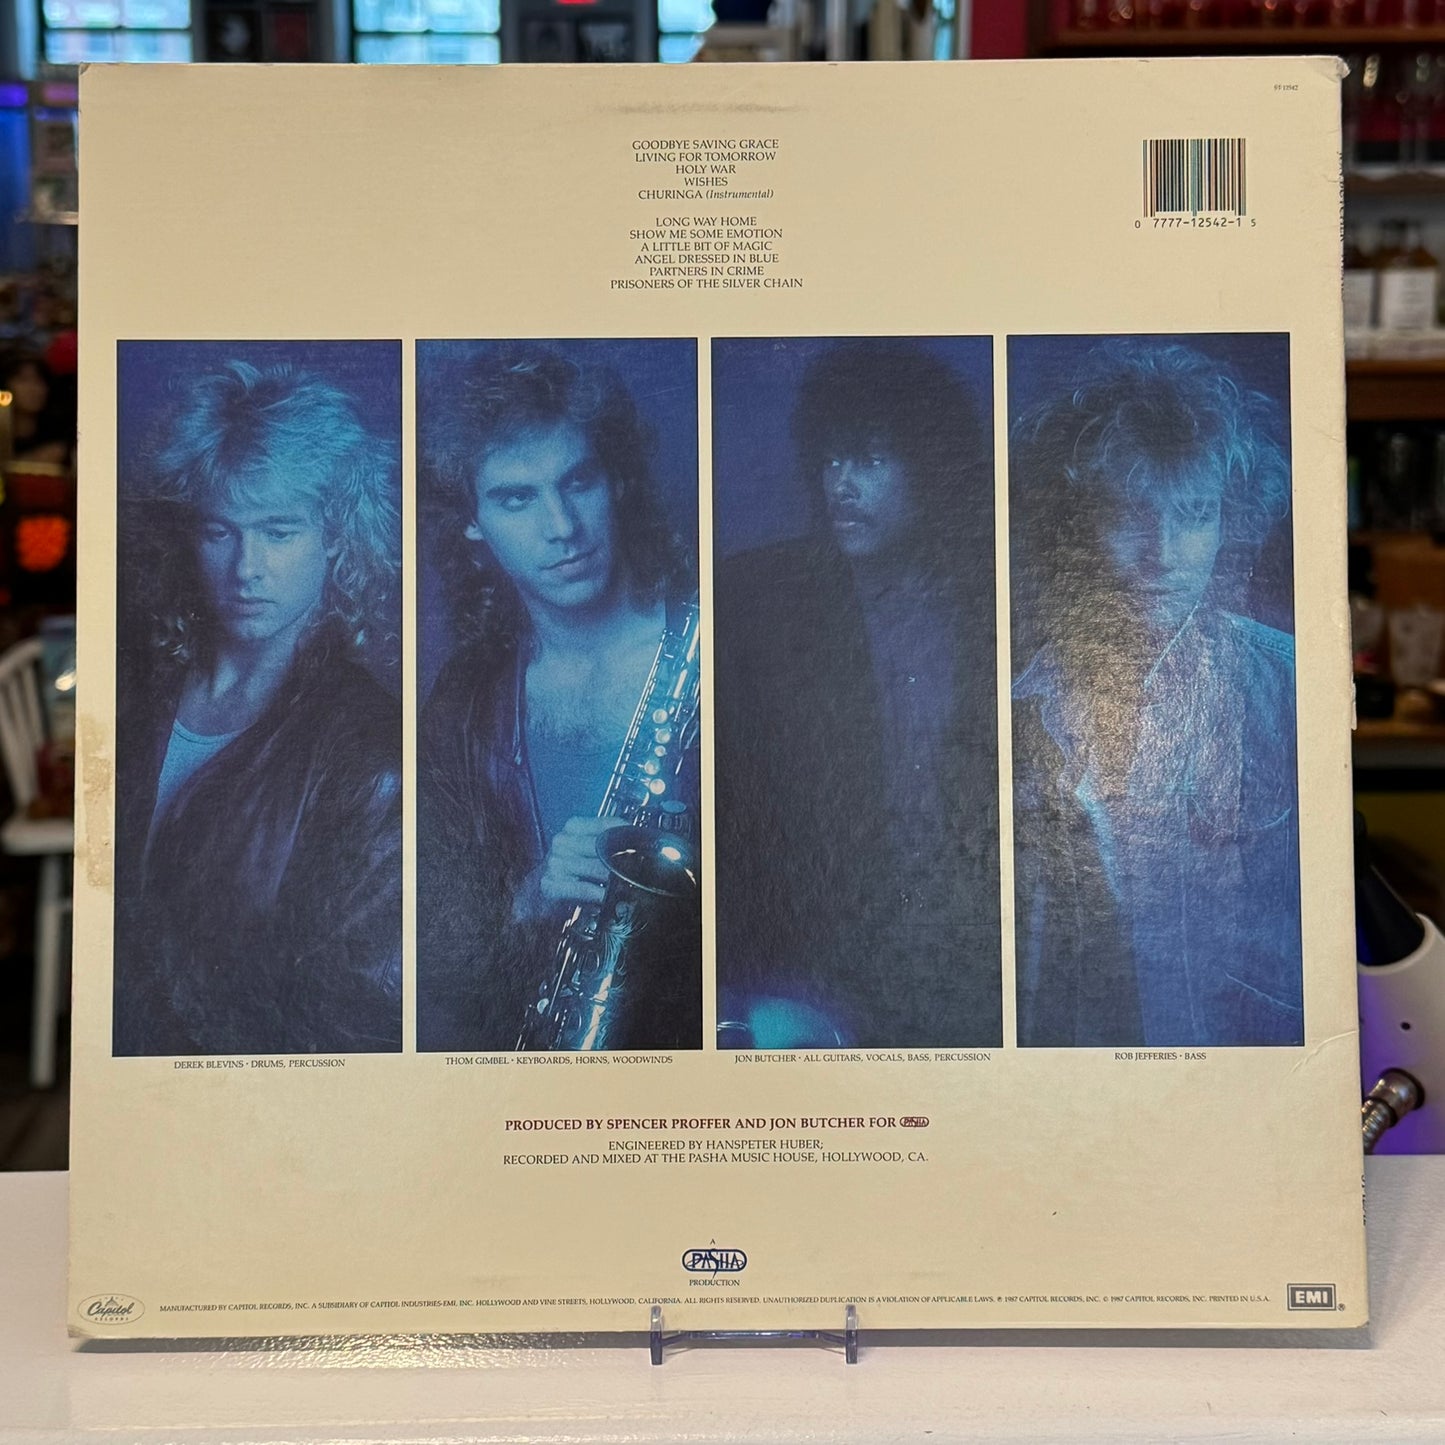 ST-12542
GOODBYE SAVING GRACE
LIVING FOR TOMORROW
HOLY WAR
WISHES
CHURINGA (Instrumental)
LONG WAY HOME
SHOW ME SOME EMOTION
A LITTLE BIT OF MAGIC
ANGEL DRESSED IN BLUE
PARTNERS IN CRIME
PRISONERS OF THE SILVER CHAIN
0 7777-12542-1 5
DEREK BLEVINS · DRUMS, PERCUSSION
THOM GIMBEL · KEYBOARDS, HORNS, WOODWINDS
JON BUTCHER · ALL GUITARS, VOCALS, BASS, PERCUSSION
ROB JEFFERIES · BASS
PRODUCED BY SPENCER PROFFER AND JON BUTCHER FOR PASHA
ENGINEERED BY HANSPETER HUBER;
RECORDED AND MIXED AT THE PASHA MUSIC HOUSE, HOLLYWOOD, CA.
A
PASHA
PRODUCTION
Capitol
RECORDS
MANUFACTURED BY CAPITOL RECORDS, INC. A SUBSIDIARY OF CAPITOL INDUSTRIES-EMI, INC. HOLLYWOOD AND VINE STREETS, HOLLYWOOD, CALIFORNIA. ALL RIGHTS RESERVED. UNAUTHORIZED DUPLICATION IS A VIOLATION OF APPLICABLE LAWS. ℗ 1987 CAPITOL RECORDS, INC. © 1987 CAPITOL RECORDS, INC. PRINTED IN U.S.A.
EMI ®